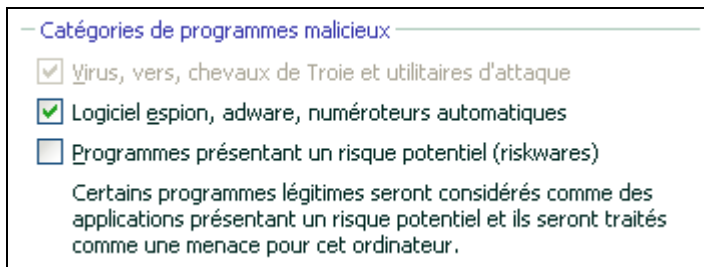 Catégories de programmes malicieux
Virus, vers, chevaux de Troie et utilitaires d'attaque
Logiciel espion, adware, numéroteurs automatiques
Programmes présentant un risque potentiel (riskwares)
Certains programmes légitimes seront considérés comme des
applications présentant un risque potentiel et ils seront traités
comme une menace pour cet ordinateur.